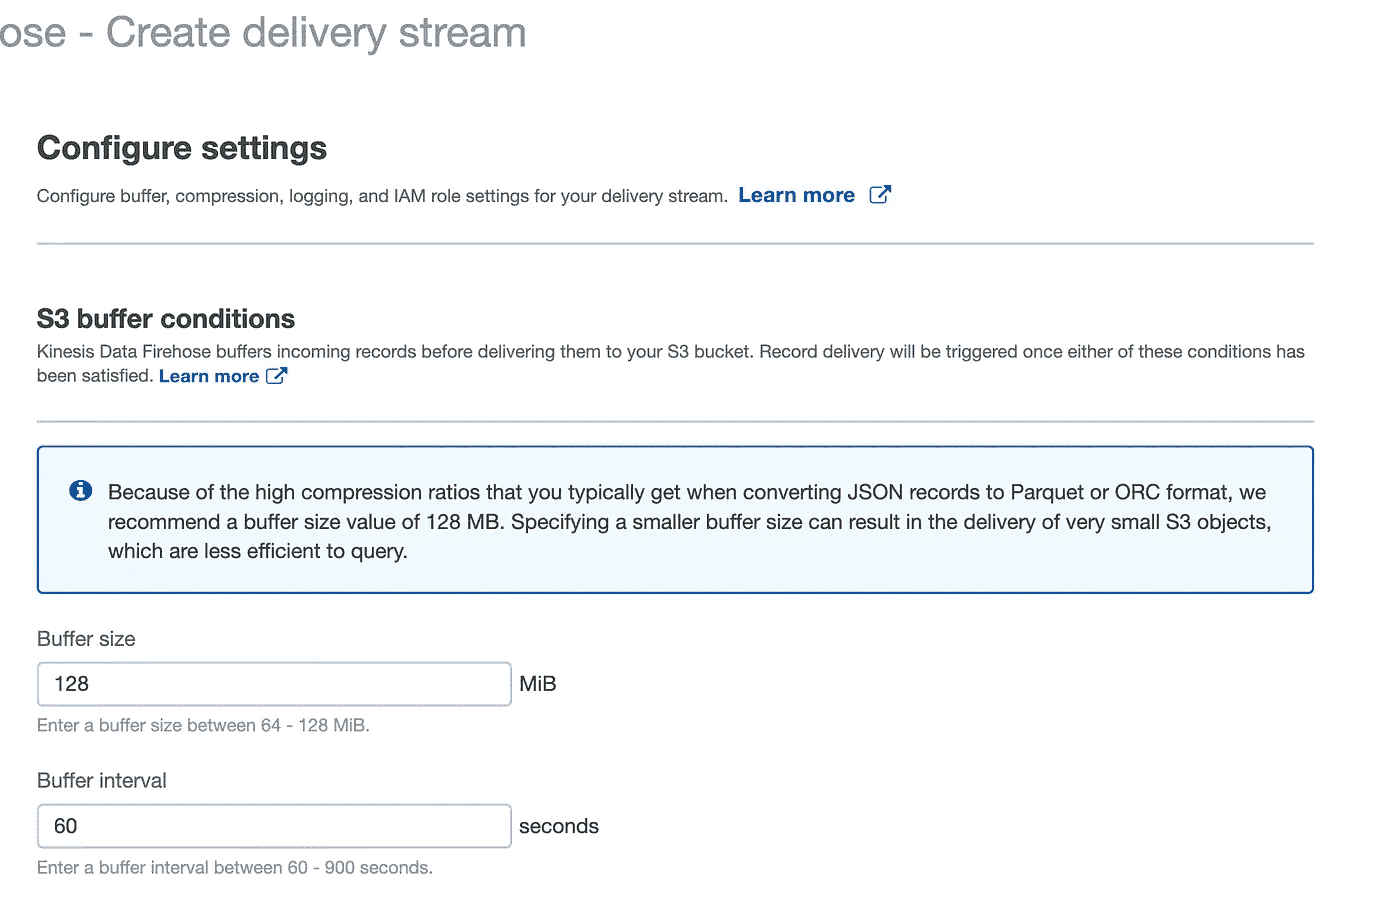 ose - Create delivery stream
Configure settings
Configure buffer, compression, logging, and IAM role settings for your delivery stream. Learn more
S3 buffer conditions
Kinesis Data Firehose buffers incoming records before delivering them to your S3 bucket. Record delivery will be triggered once either of these conditions has
been satisfied. Learn more
Because of the high compression ratios that you typically get when converting JSON records to Parquet or ORC format, we
recommend a buffer size value of 128 MB. Specifying a smaller buffer size can result in the delivery of very small S3 objects,
which are less efficient to query.
Buffer size
128 MiB
Enter a buffer size between 64 - 128 MiB.
Buffer interval
60 seconds
Enter a buffer interval between 60 - 900 seconds.